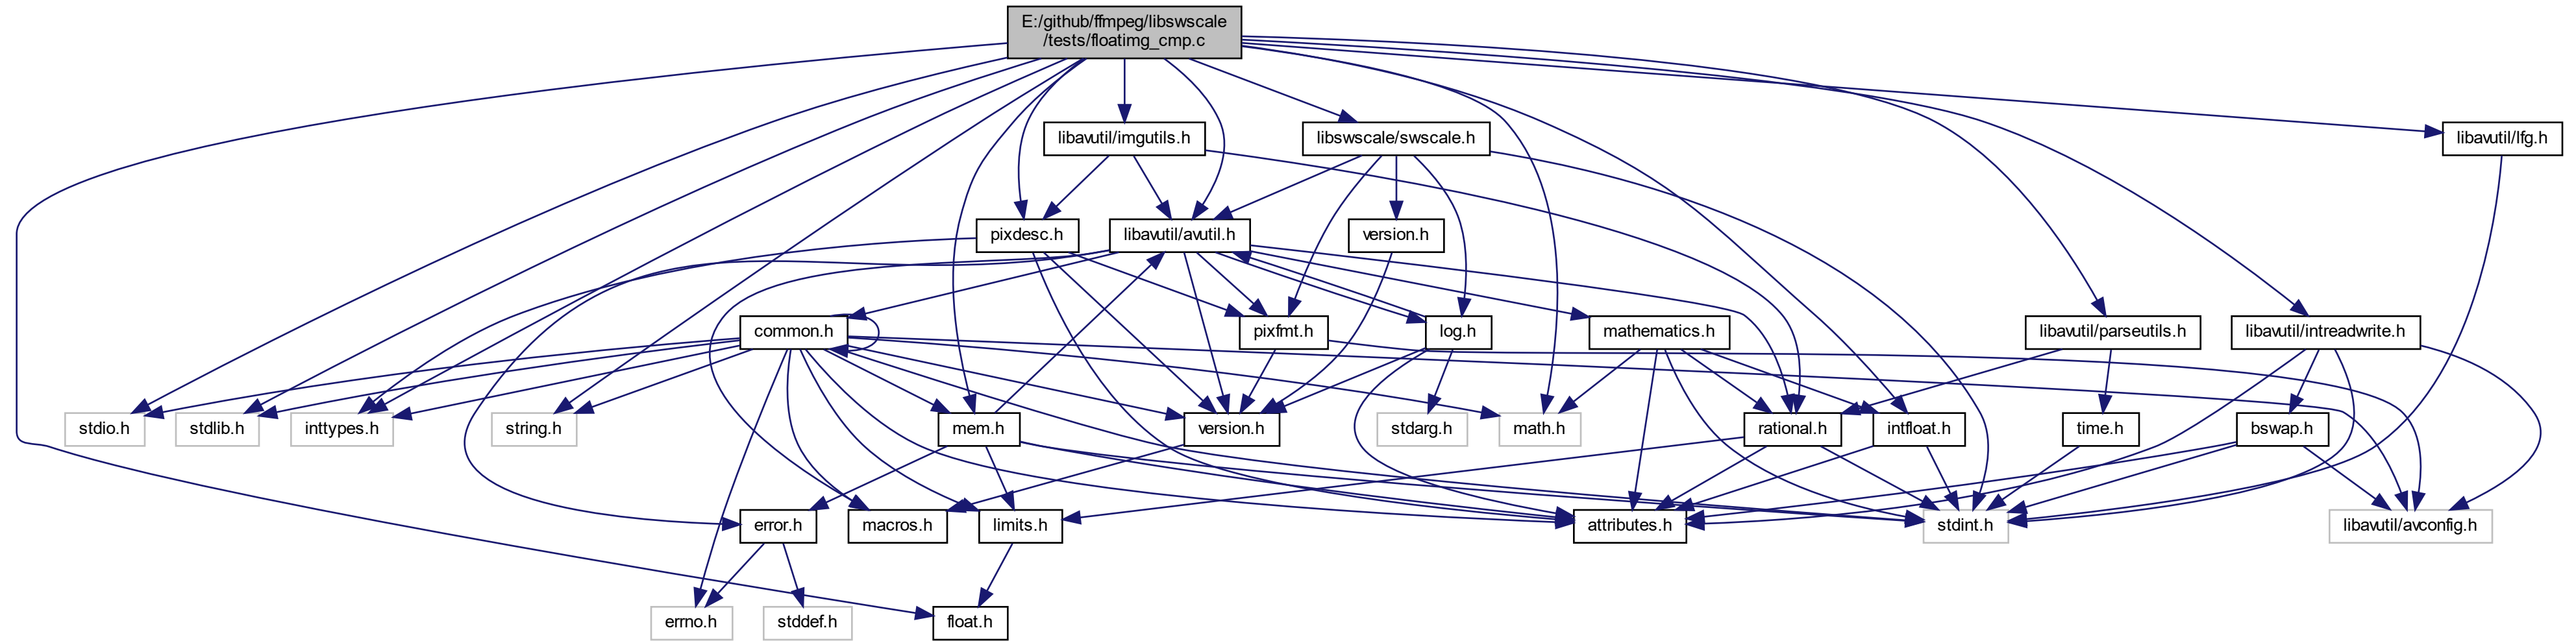 E:/github/ffmpeg/libswscale
/tests/floatimg_cmp.c
libavutil/imgutils.h
libswscale/swscale.h
libavutil/lfg.h
pixdesc.h
libavutil/avutil.h
version.h
common.h
pixfmt.h
log.h
mathematics.h
libavutil/parseutils.h
libavutil/intreadwrite.h
stdio.h
stdlib.h
inttypes.h
string.h
mem.h
version.h
stdarg.h
math.h
rational.h
intfloat.h
time.h
bswap.h
error.h
macros.h
limits.h
attributes.h
stdint.h
libavutil/avconfig.h
errno.h
stddef.h
float.h